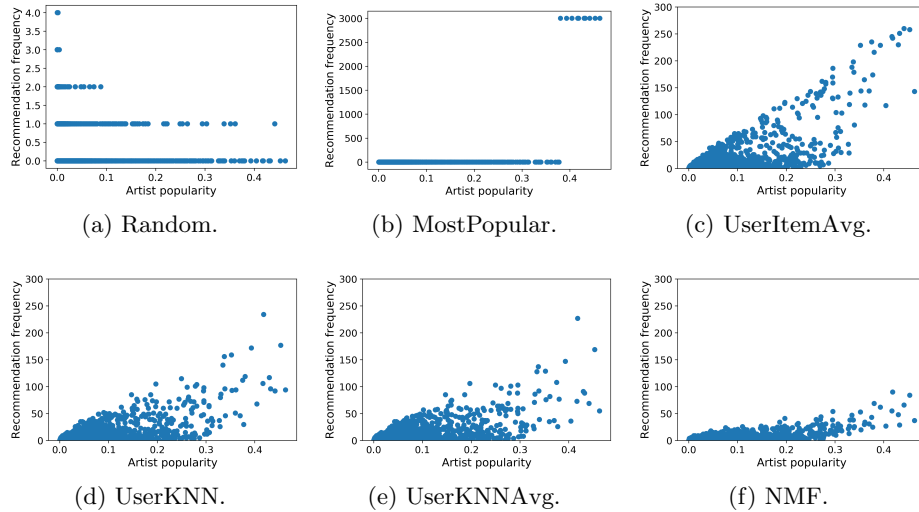 Recommendation frequency
4.0
3.5
3.0
2.5
2.0
1.5
1.0
0.5
0.0
0.0 0.1 0.2 0.3 0.4
Artist popularity
(a) Random.
Recommendation frequency
3000
2500
2000
1500
1000
500
0
0.0 0.1 0.2 0.3 0.4
Artist popularity
(b) MostPopular.
Recommendation frequency
300
250
200
150
100
50
0
0.0 0.1 0.2 0.3 0.4
Artist popularity
(c) UserItemAvg.
Recommendation frequency
300
250
200
150
100
50
0
0.0 0.1 0.2 0.3 0.4
Artist popularity
(d) UserKNN.
Recommendation frequency
300
250
200
150
100
50
0
0.0 0.1 0.2 0.3 0.4
Artist popularity
(e) UserKNNAvg.
Recommendation frequency
300
250
200
150
100
50
0
0.0 0.1 0.2 0.3 0.4
Artist popularity
(f) NMF.